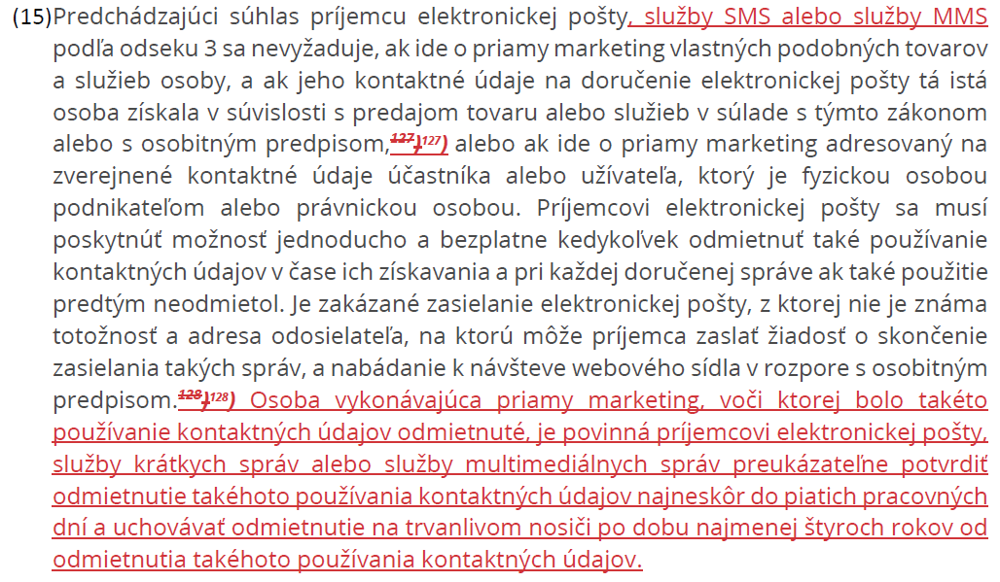 (15)Predchádzajúci súhlas príjemcu elektronickej pošty, služby SMS alebo služby MMS
podľa odseku 3 sa nevyžaduje, ak ide o priamy marketing vlastných podobných tovarov
a služieb osoby, a ak jeho kontaktné údaje na doručenie elektronickej pošty tá istá
osoba získala v súvislosti s predajom tovaru alebo služieb v súlade s týmto zákonom
alebo s osobitným predpisom,127)127) alebo ak ide o priamy marketing adresovaný na
zverejnené kontaktné údaje účastníka alebo užívateľa, ktorý je fyzickou osobou
podnikateľom alebo právnickou osobou. Príjemcovi elektronickej pošty sa musí
poskytnúť možnosť jednoducho a bezplatne kedykoľvek odmietnuť také používanie
kontaktných údajov v čase ich získavania a pri každej doručenej správe ak také použitie
predtým neodmietol. Je zakázané zasielanie elektronickej pošty, z ktorej nie je známa
totožnosť a adresa odosielateľa, na ktorú môže príjemca zaslať žiadosť o skončenie
zasielania takých správ, a nabádanie k návšteve webového sídla v rozpore s osobitným
predpisom.128)128) Osoba vykonávajúca priamy marketing, voči ktorej bolo takéto
používanie kontaktných údajov odmietnuté, je povinná príjemcovi elektronickej pošty,
služby krátkych správ alebo služby multimediálnych správ preukázateľne potvrdiť
odmietnutie takéhoto používania kontaktných údajov najneskôr do piatich pracovných
dní a uchovávať odmietnutie na trvanlivom nosiči po dobu najmenej štyroch rokov od
odmietnutia takéhoto používania kontaktných údajov.